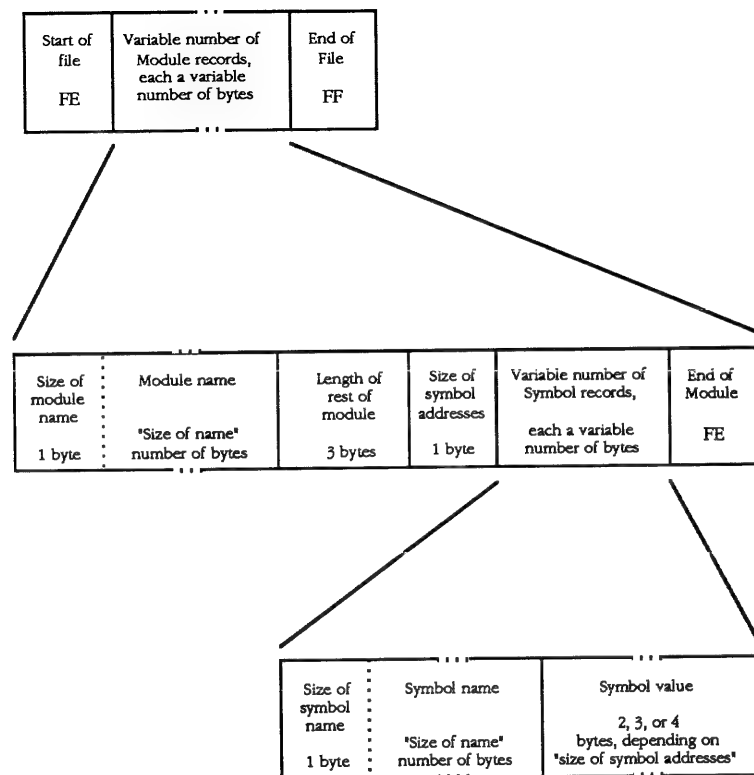 Start of
file
FE
Variable number of
Module records,
each a variable
number of bytes
End of
File
FF
Size of
module
name
1 byte
Module name
"Size of name"
number of bytes
Length of
rest of
module
3 bytes
Size of
symbol
addresses
1 byte
Variable number of
Symbol records,
each a variable
number of bytes
End of
Module
FE
Size of
symbol
name
1 byte
Symbol name
"Size of name"
number of bytes
Symbol value
2, 3, or 4
bytes, depending on
"size of symbol addresses"